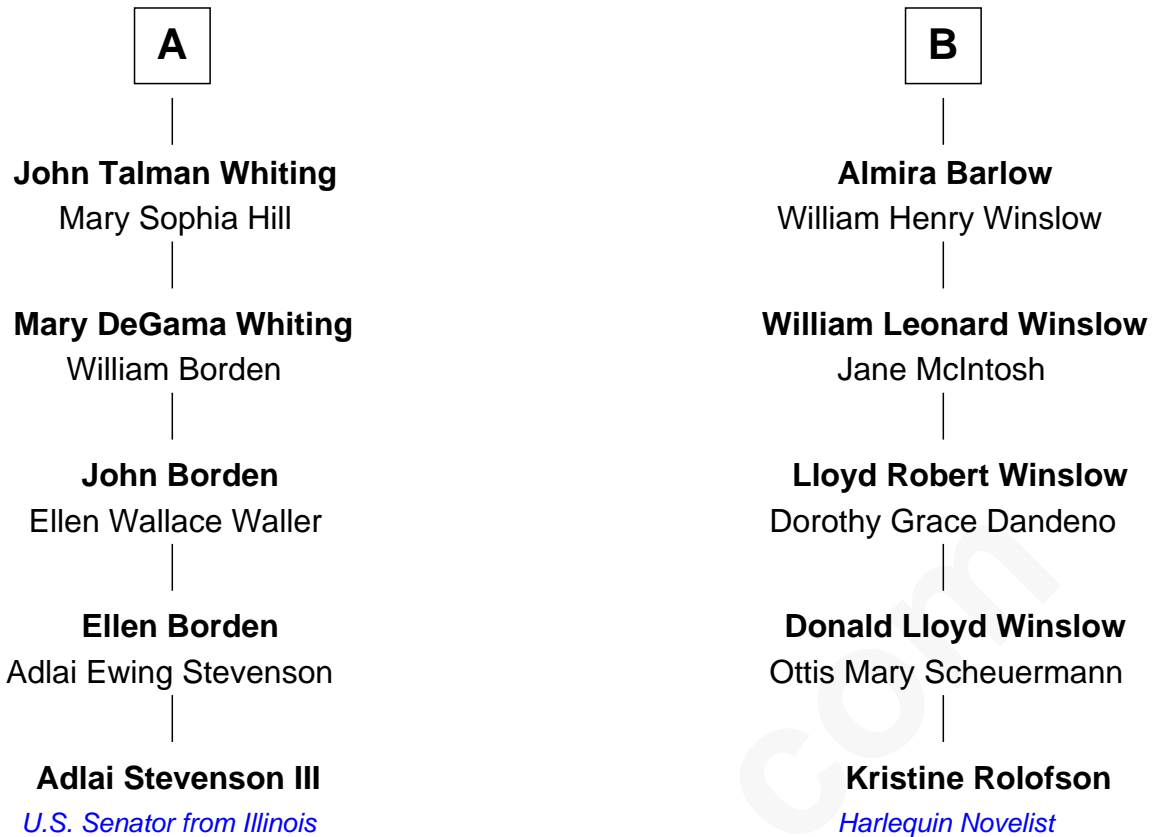 A
John Talman Whiting
Mary Sophia Hill
Mary DeGama Whiting
William Borden
John Borden
Ellen Wallace Waller
Ellen Borden
Adlai Ewing Stevenson
Adlai Stevenson III
U.S. Senator from Illinois
B
Almira Barlow
William Henry Winslow
William Leonard Winslow
Jane McIntosh
Lloyd Robert Winslow
Dorothy Grace Dandeno
Donald Lloyd Winslow
Ottis Mary Scheuermann
Kristine Rolofson
Harlequin Novelist
com